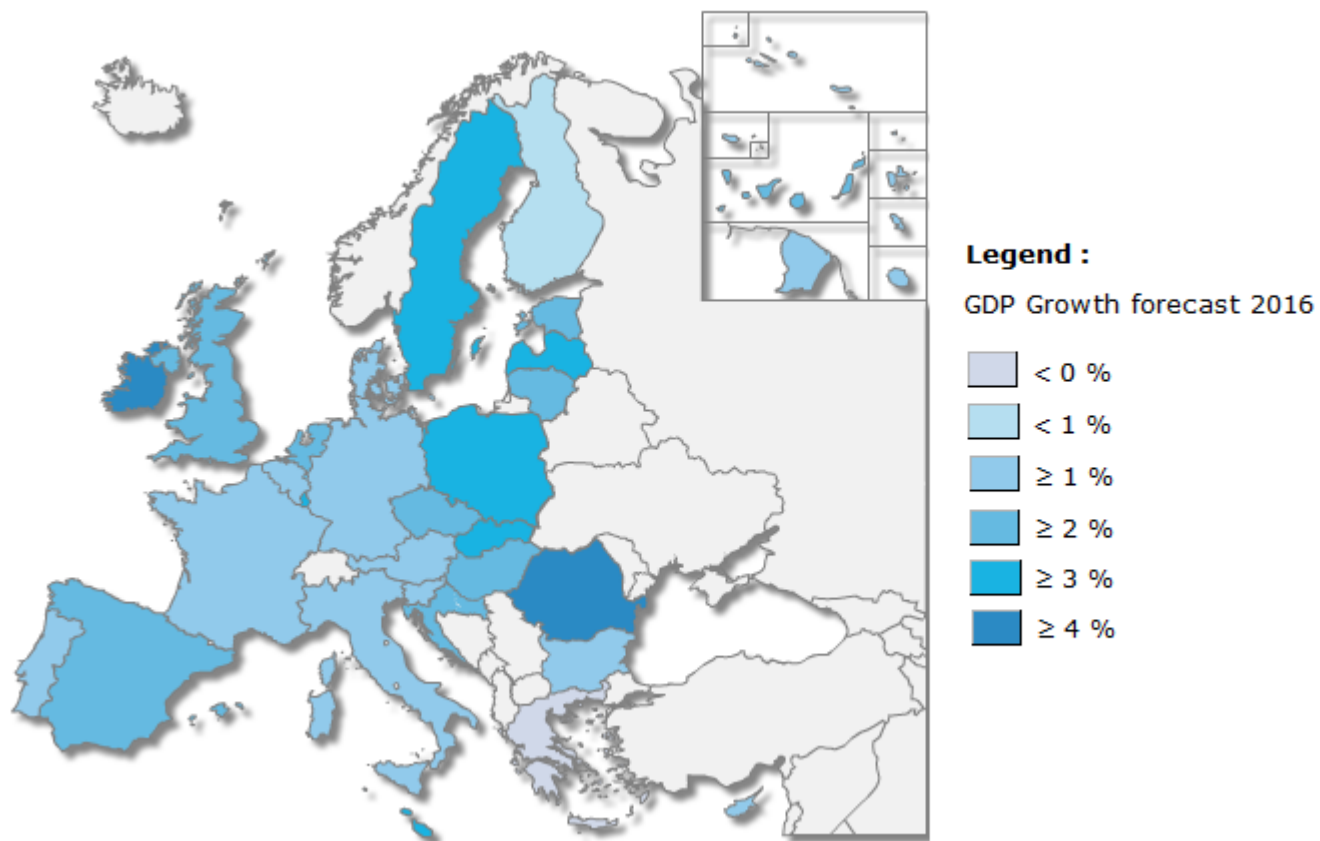 Legend :
GDP Growth forecast 2016
< 0 %
< 1 %
≥ 1 %
≥ 2 %
≥ 3 %
≥ 4 %